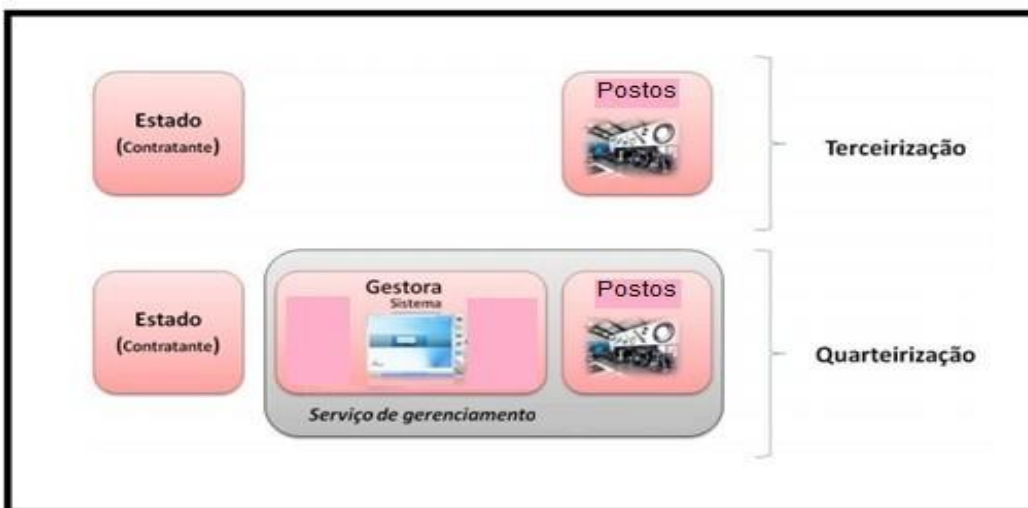 Estado
(Contratante)
Postos
Terceirização
Estado
(Contratante)
Gestora
Sistema
Postos
Serviço de gerenciamento
Quarteirização